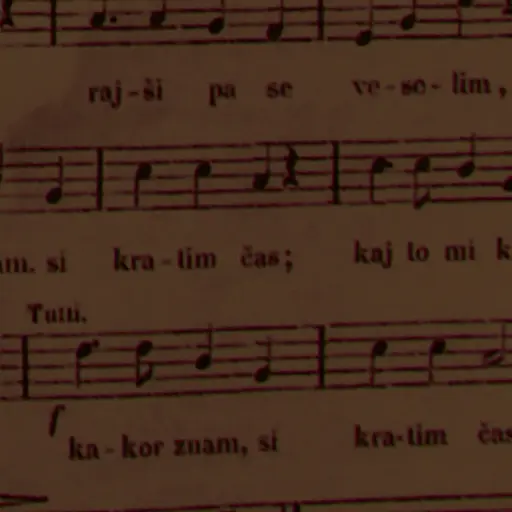 raj-ši pa se ve-se-lim,
si kra-tim čas; kaj to mi
Tutti.
f
ka-kor znam, si kra-tim čas